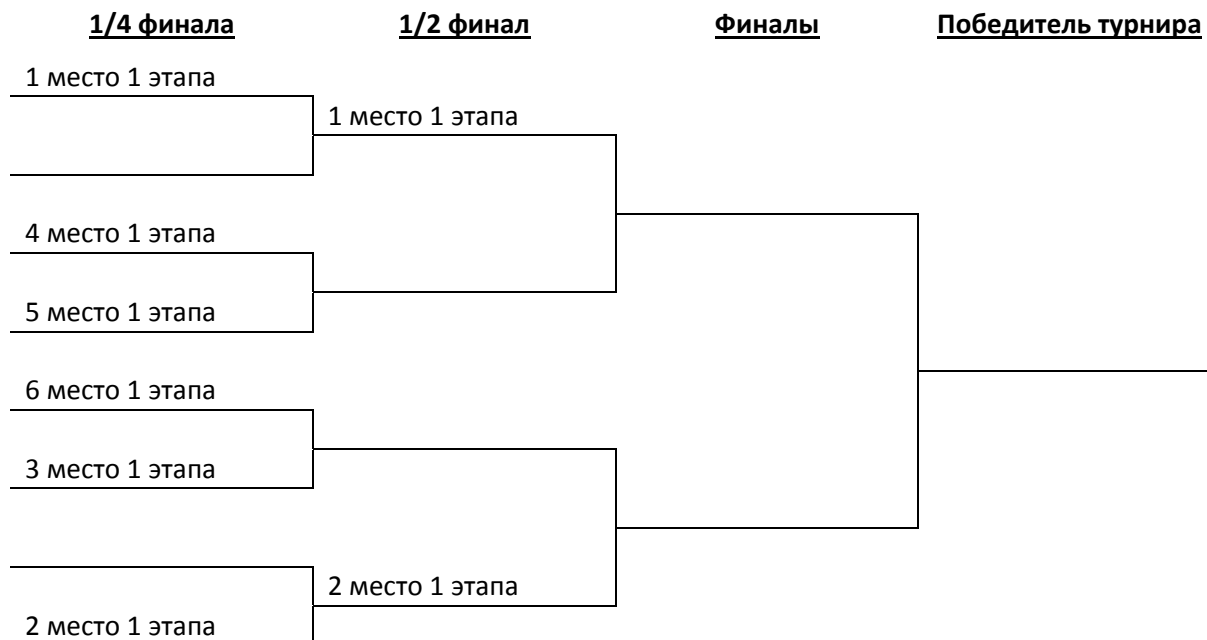 1/4 финала 1/2 финал Финалы Победитель турнира
1 место 1 этапа
1 место 1 этапа
4 место 1 этапа
5 место 1 этапа
6 место 1 этапа
3 место 1 этапа
2 место 1 этапа
2 место 1 этапа